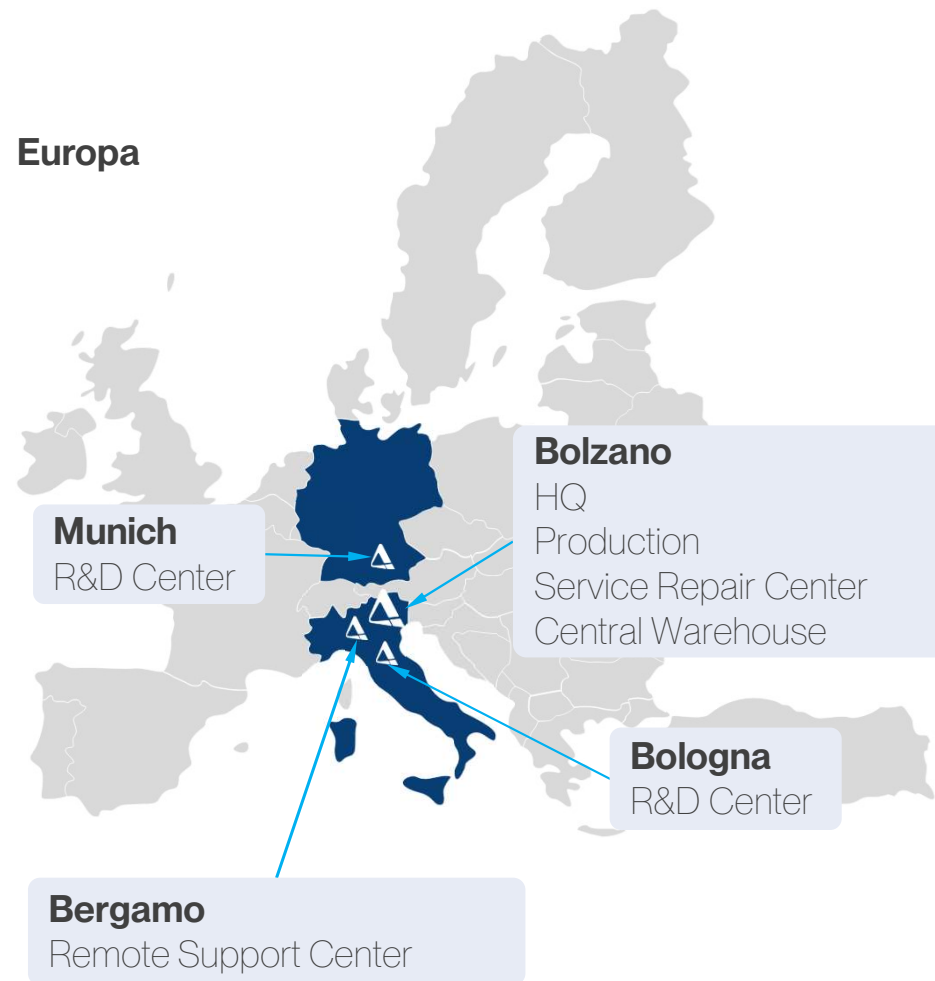 Europa
Bolzano
HQ
Production
Service Repair Center
Central Warehouse
Munich
R&D Center
Bologna
R&D Center
Bergamo
Remote Support Center